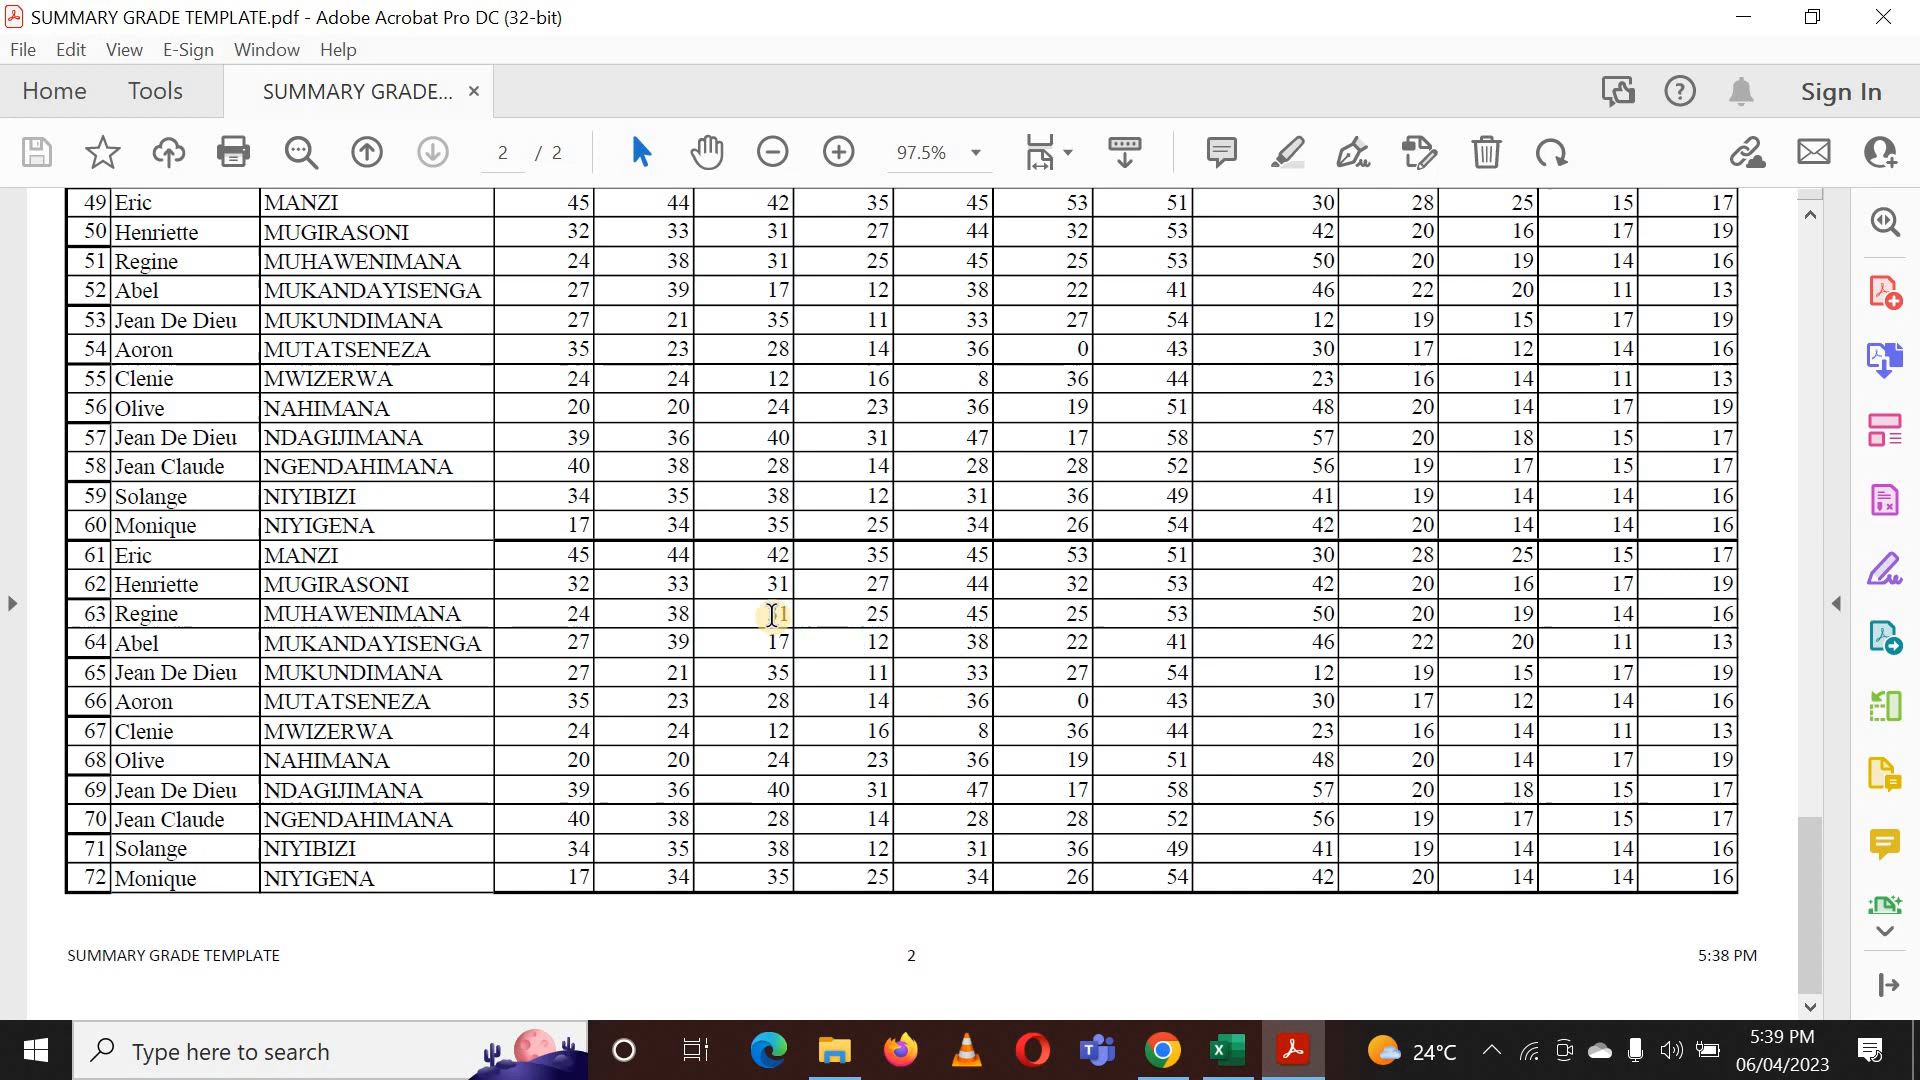 SUMMARY GRADE TEMPLATE.pdf - Adobe Acrobat Pro DC (32-bit)
File Edit View E-Sign Window Help
Home Tools SUMMARY GRADE... × Sign In
2 / 2 97.5%
49 Eric MANZI 45 44 42 35 45 53 51 30 28 25 15 17
50 Henriette MUGIRASONI 32 33 31 27 44 32 53 42 20 16 17 19
51 Regine MUHAWENIMANA 24 38 31 25 45 25 53 50 20 19 14 16
52 Abel MUKANDAYISENGA 27 39 17 12 38 22 41 46 22 20 11 13
53 Jean De Dieu MUKUNDIMANA 27 21 35 11 33 27 54 12 19 15 17 19
54 Aoron MUTATSENEZA 35 23 28 14 36 0 43 30 17 12 14 16
55 Clenie MWIZERWA 24 24 12 16 8 36 44 23 16 14 11 13
56 Olive NAHIMANA 20 20 24 23 36 19 51 48 20 14 17 19
57 Jean De Dieu NDAGIJIMANA 39 36 40 31 47 17 58 57 20 18 15 17
58 Jean Claude NGENDAHIMANA 40 38 28 14 28 28 52 56 19 17 15 17
59 Solange NIYIBIZI 34 35 38 12 31 36 49 41 19 14 14 16
60 Monique NIYIGENA 17 34 35 25 34 26 54 42 20 14 14 16
61 Eric MANZI 45 44 42 35 45 53 51 30 28 25 15 17
62 Henriette MUGIRASONI 32 33 31 27 44 32 53 42 20 16 17 19
63 Regine MUHAWENIMANA 24 38 31 25 45 25 53 50 20 19 14 16
64 Abel MUKANDAYISENGA 27 39 17 12 38 22 41 46 22 20 11 13
65 Jean De Dieu MUKUNDIMANA 27 21 35 11 33 27 54 12 19 15 17 19
66 Aoron MUTATSENEZA 35 23 28 14 36 0 43 30 17 12 14 16
67 Clenie MWIZERWA 24 24 12 16 8 36 44 23 16 14 11 13
68 Olive NAHIMANA 20 20 24 23 36 19 51 48 20 14 17 19
69 Jean De Dieu NDAGIJIMANA 39 36 40 31 47 17 58 57 20 18 15 17
70 Jean Claude NGENDAHIMANA 40 38 28 14 28 28 52 56 19 17 15 17
71 Solange NIYIBIZI 34 35 38 12 31 36 49 41 19 14 14 16
72 Monique NIYIGENA 17 34 35 25 34 26 54 42 20 14 14 16
SUMMARY GRADE TEMPLATE 2 5:38 PM
Type here to search 24°C 5:39 PM
06/04/2023